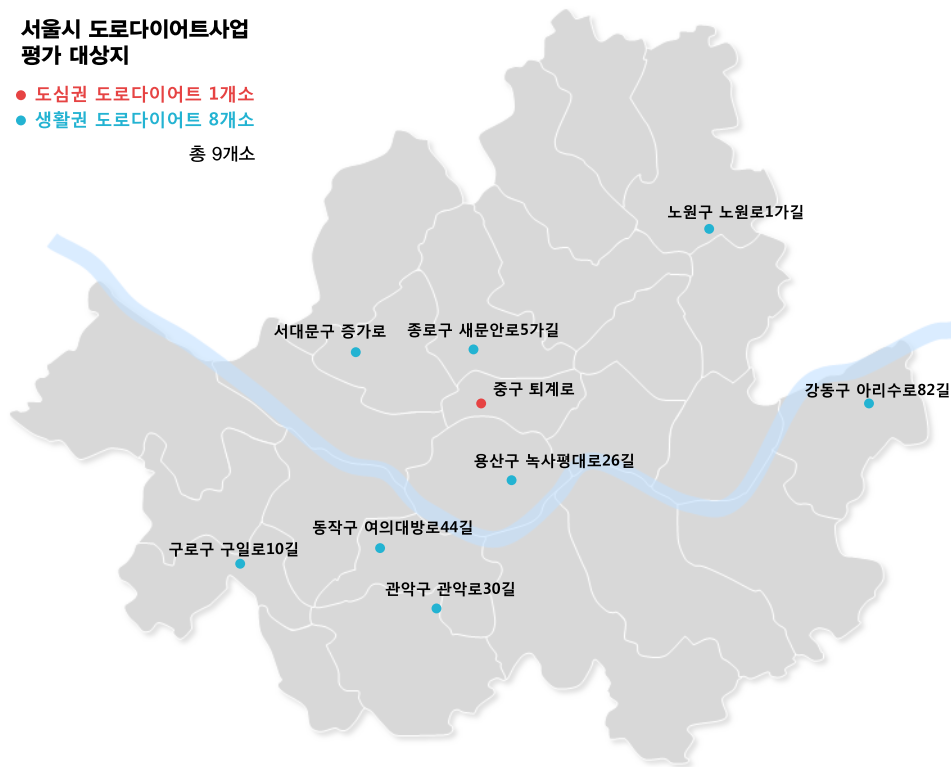 서울시 도로다이어트사업
평가 대상지
도심권 도로다이어트 1개소
생활권 도로다이어트 8개소
총 9개소
노원구 노원로1가길
서대문구 증가로
종로구 새문안로5가길
중구 퇴계로
강동구 아리수로82길
용산구 녹사평대로26길
동작구 여의대방로44길
구로구 구일로10길
관악구 관악로30길